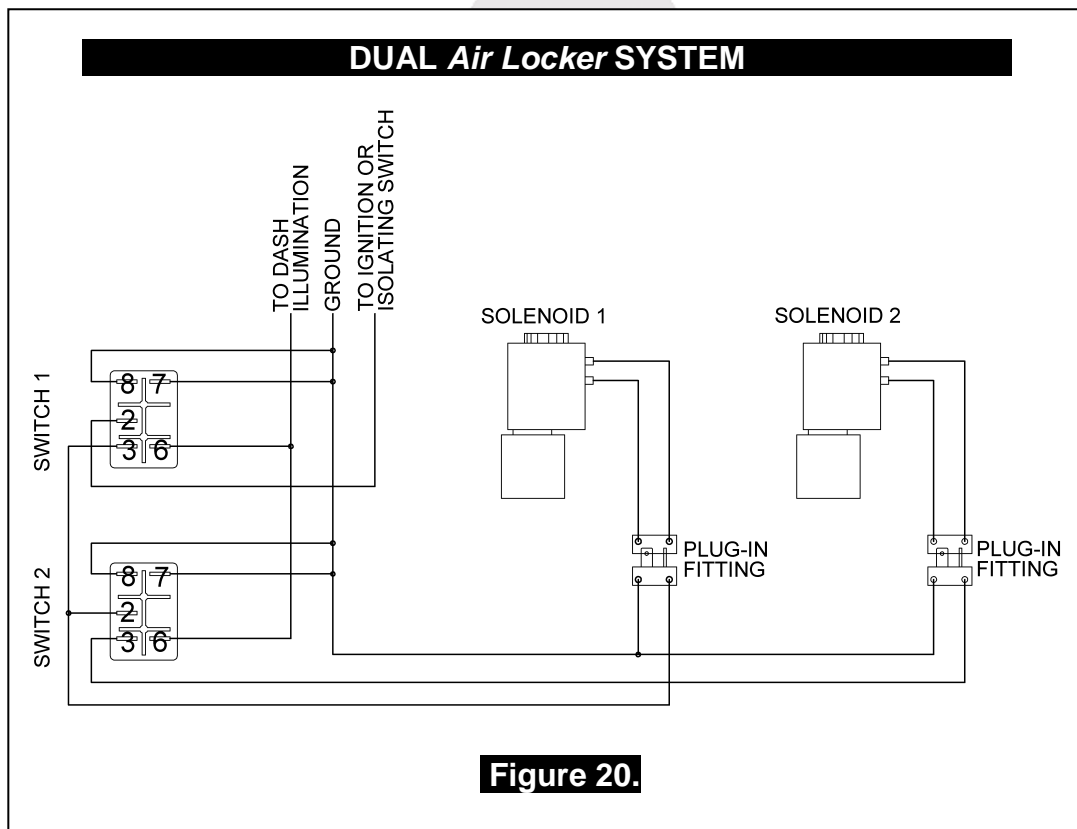 DUAL Air Locker SYSTEM
TO DASH
ILLUMINATION
GROUND
TO IGNITION OR
ISOLATING SWITCH
SOLENOID 1
SOLENOID 2
SWITCH 1
8 7
2
3 6
SWITCH 2
8 7
2
3 6
PLUG-IN
FITTING
PLUG-IN
FITTING
Figure 20.